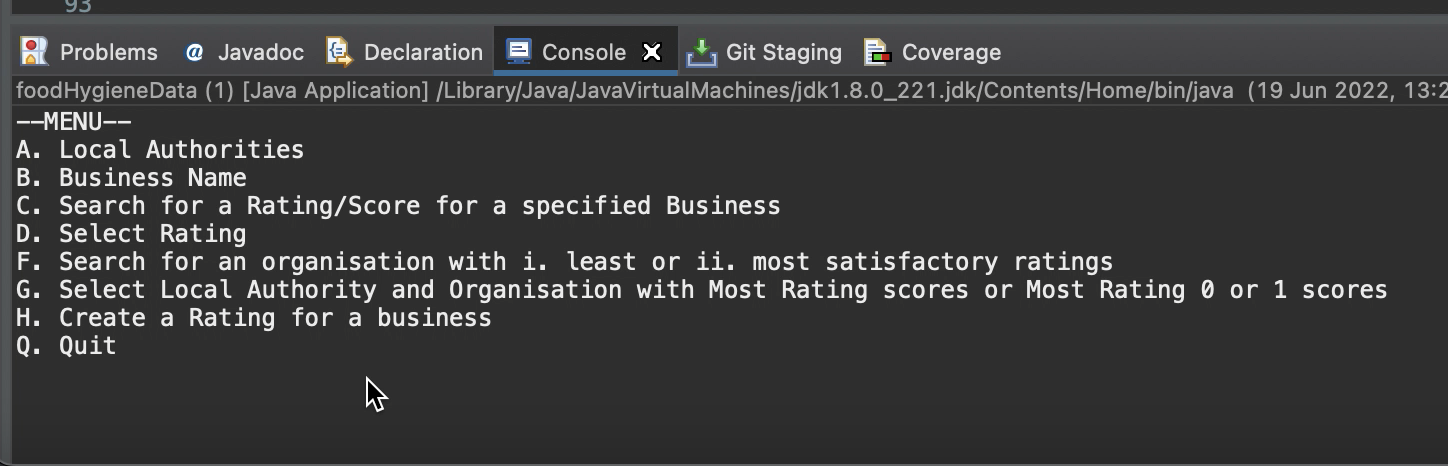 93
Problems @ Javadoc Declaration Console Git Staging Coverage
foodHygieneData (1) [Java Application] /Library/Java/JavaVirtualMachines/jdk1.8.0_221.jdk/Contents/Home/bin/java (19 Jun 2022, 13:2
--MENU--
A. Local Authorities
B. Business Name
C. Search for a Rating/Score for a specified Business
D. Select Rating
F. Search for an organisation with i. least or ii. most satisfactory ratings
G. Select Local Authority and Organisation with Most Rating scores or Most Rating 0 or 1 scores
H. Create a Rating for a business
Q. Quit